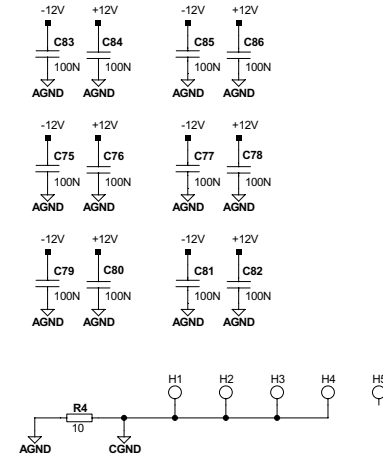 -12V +12V -12V +12V
C83 C84 C85 C86
100N 100N 100N 100N
AGND AGND AGND AGND
-12V +12V -12V +12V
C75 C76 C77 C78
100N 100N 100N 100N
AGND AGND AGND AGND
-12V +12V -12V +12V
C79 C80 C81 C82
100N 100N 100N 100N
AGND AGND AGND AGND
H1 H2 H3 H4 H5
R4
10
AGND CGND